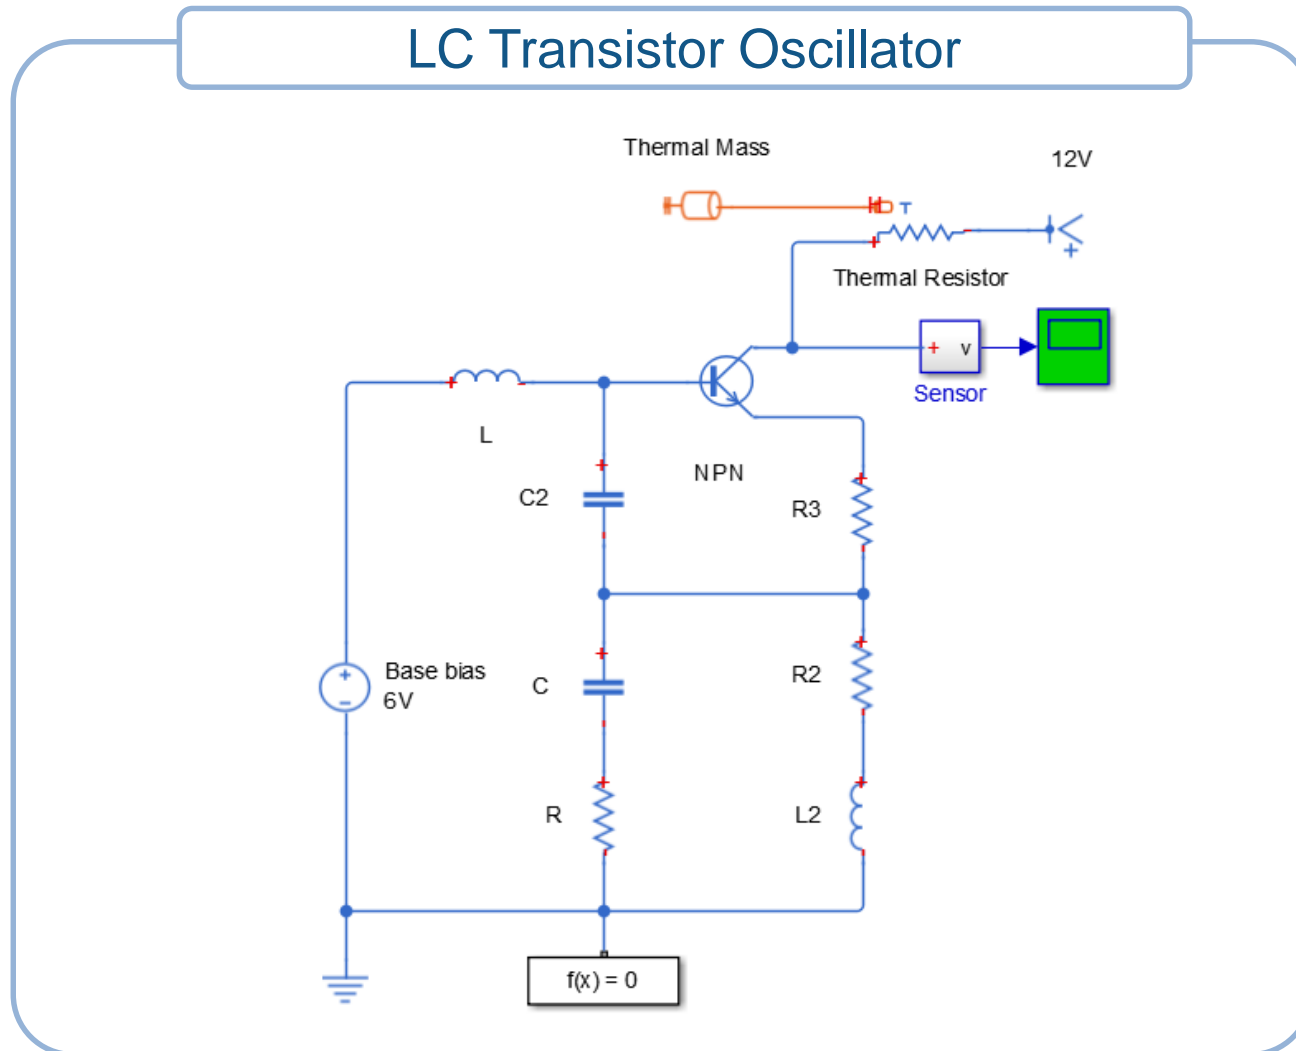 LC Transistor Oscillator
Thermal Mass
12V
T
Thermal Resistor
v
Sensor
L
NPN
C2
R3
Base bias
6V
C
R2
R
L2
f(x) = 0